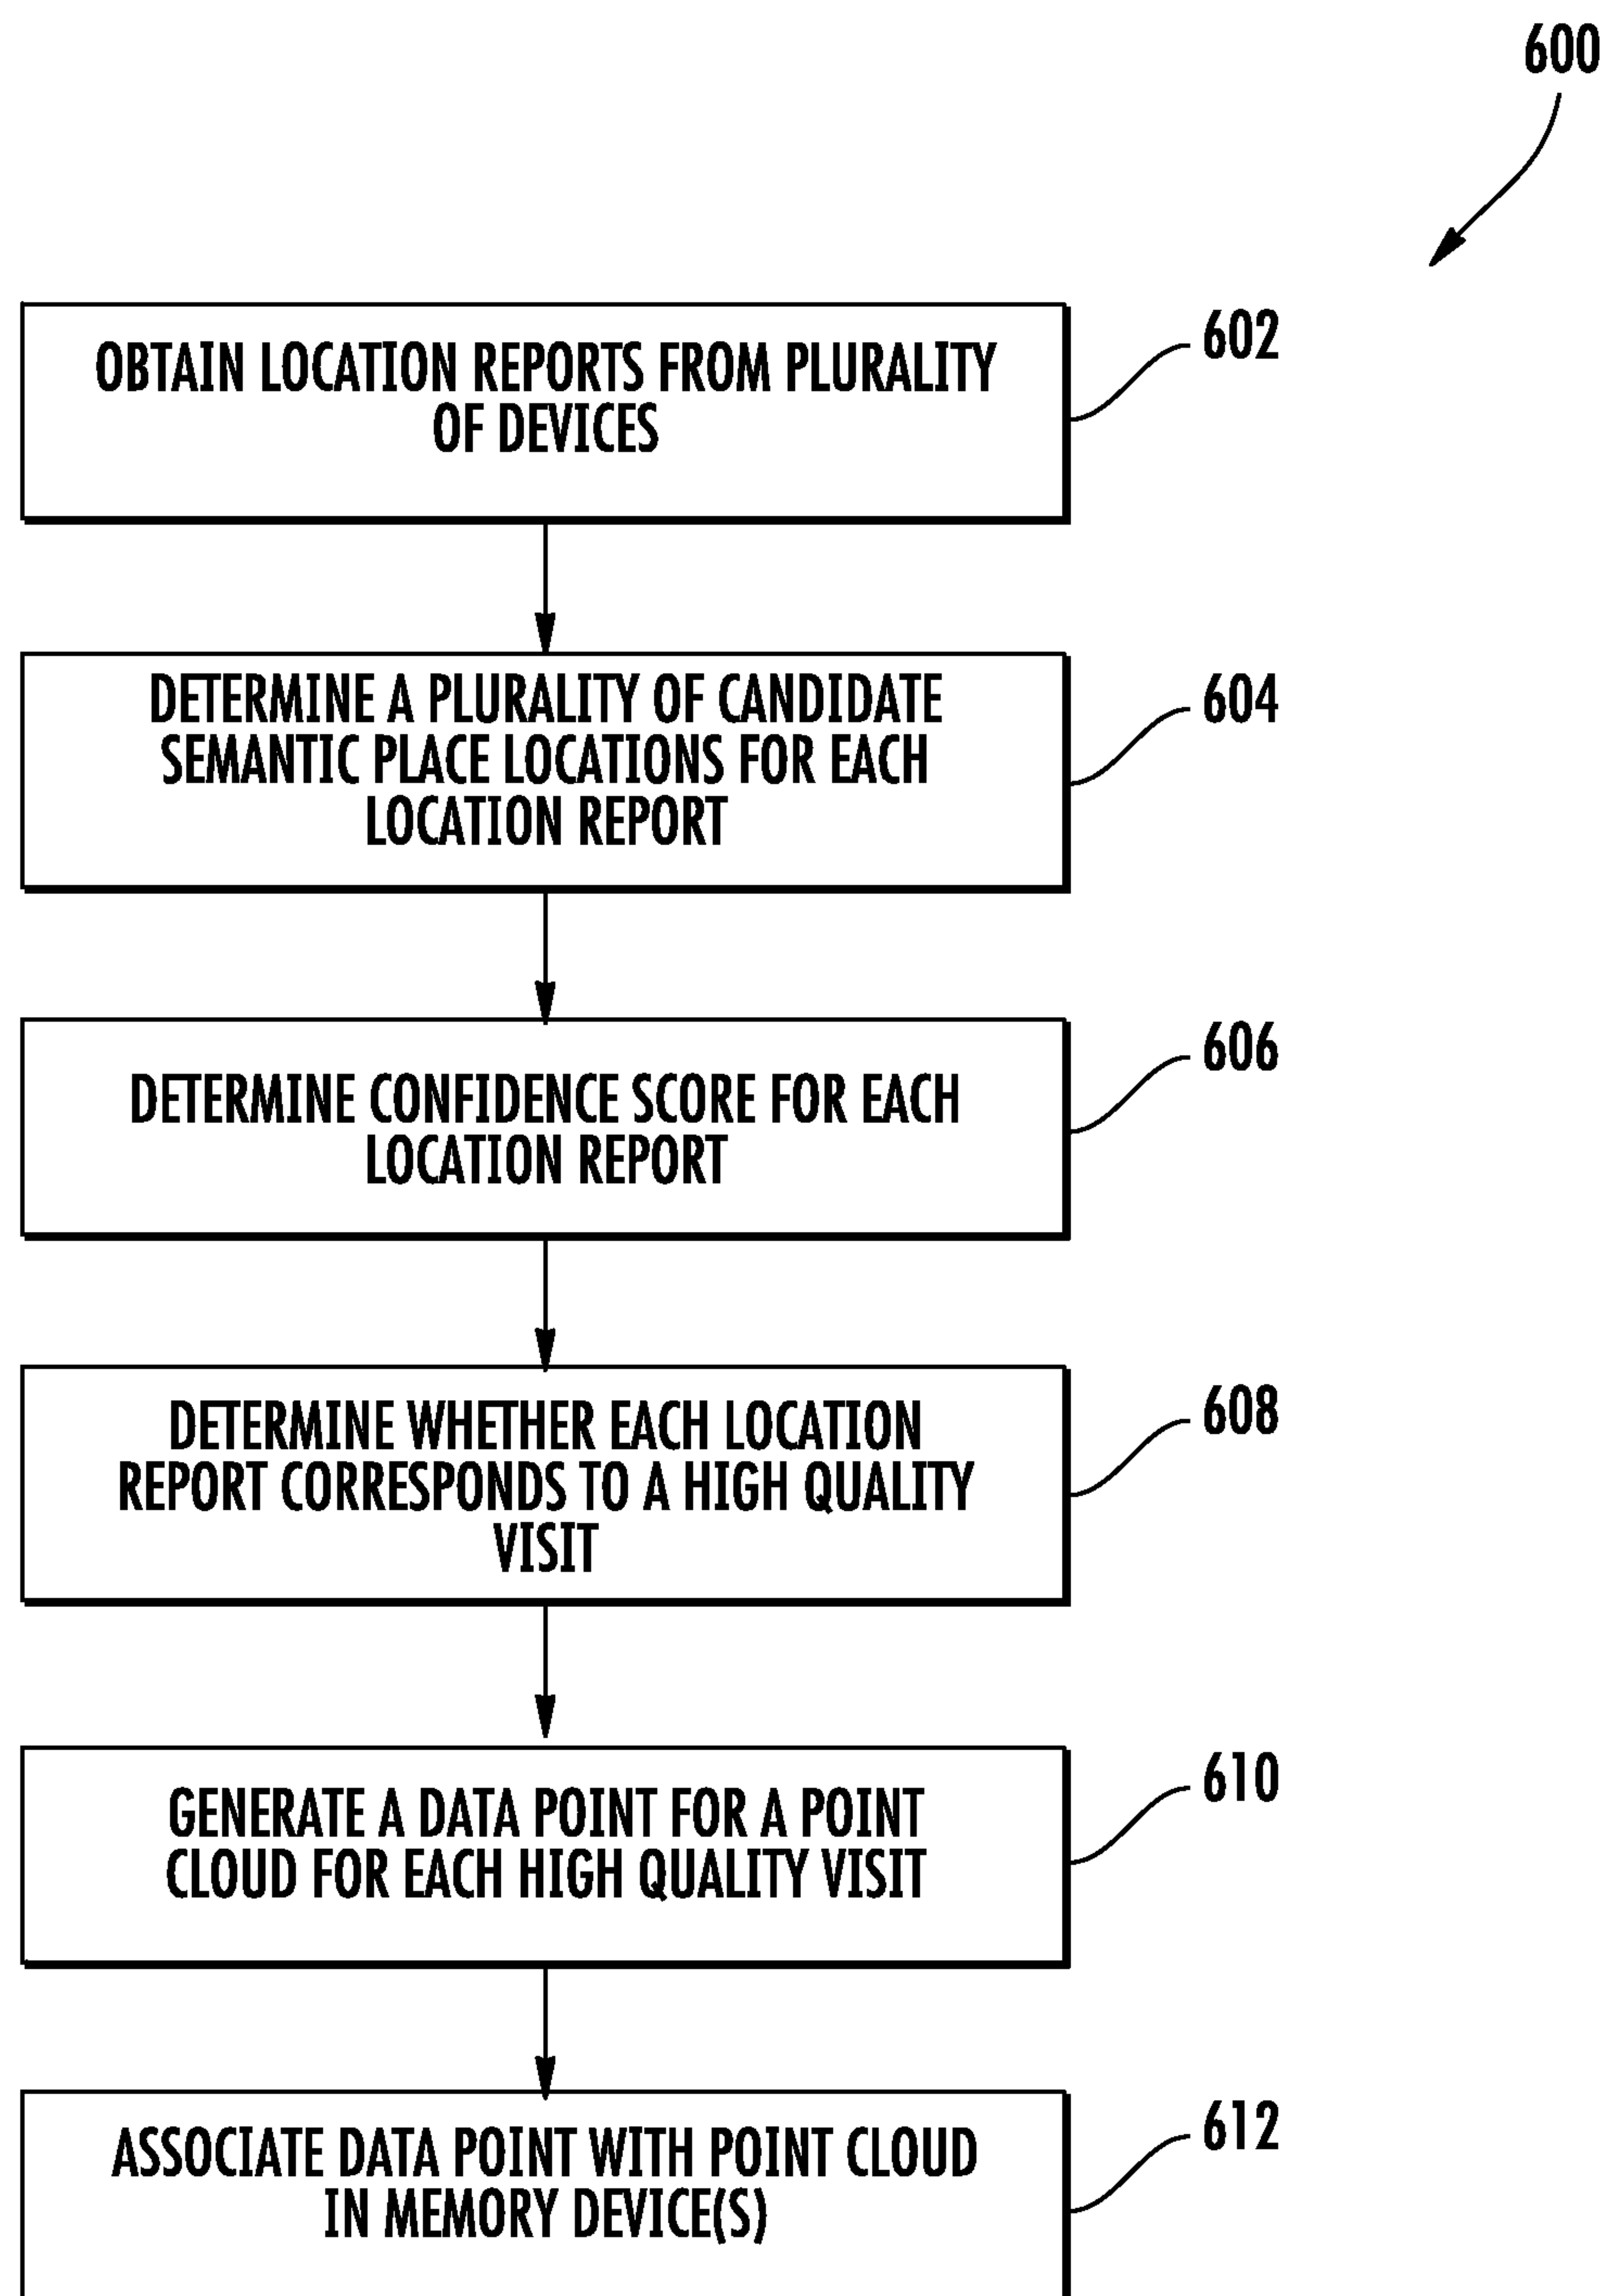 600
OBTAIN LOCATION REPORTS FROM PLURALITY
OF DEVICES
602
DETERMINE A PLURALITY OF CANDIDATE
SEMANTIC PLACE LOCATIONS FOR EACH
LOCATION REPORT
604
DETERMINE CONFIDENCE SCORE FOR EACH
LOCATION REPORT
606
DETERMINE WHETHER EACH LOCATION
REPORT CORRESPONDS TO A HIGH QUALITY
VISIT
608
GENERATE A DATA POINT FOR A POINT
CLOUD FOR EACH HIGH QUALITY VISIT
610
ASSOCIATE DATA POINT WITH POINT CLOUD
IN MEMORY DEVICE(S)
612